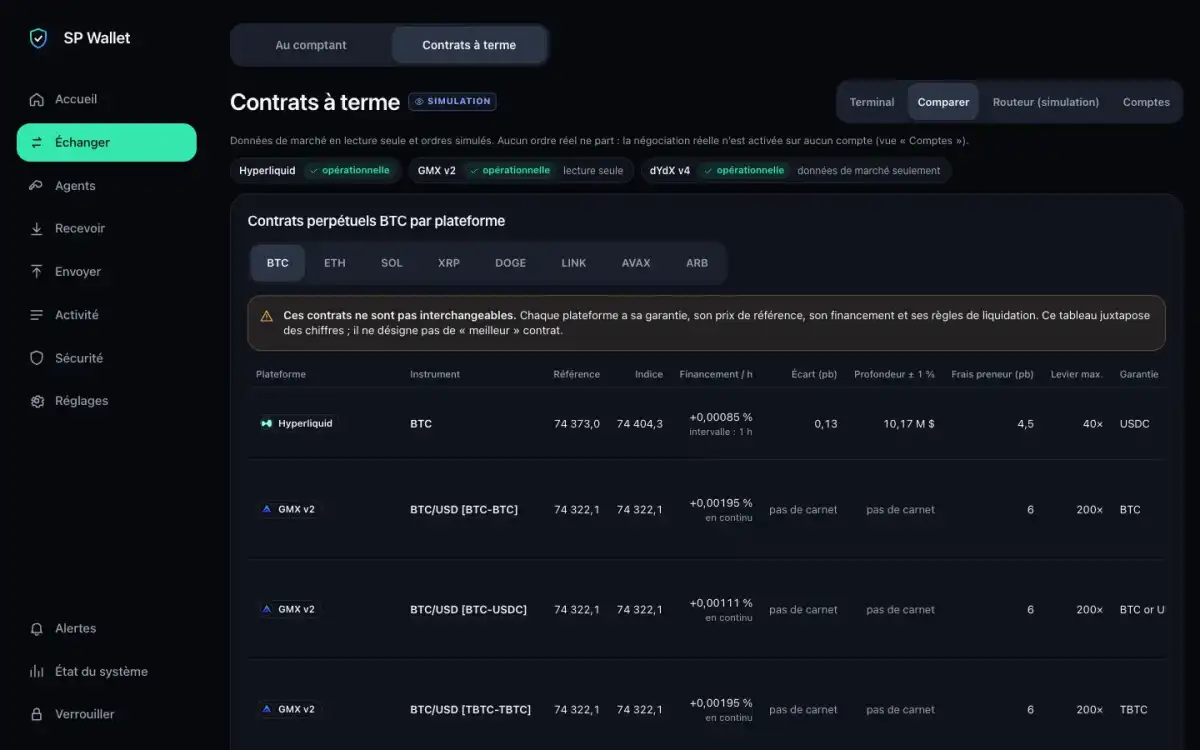 SP Wallet
Accueil
Échanger
Agents
Recevoir
Envoyer
Activité
Sécurité
Réglages
Alertes
État du système
Verrouiller
Au comptant
Contrats à terme
Contrats à terme
SIMULATION
Terminal
Comparer
Routeur (simulation)
Comptes
Données de marché en lecture seule et ordres simulés. Aucun ordre réel ne part : la négociation réelle n'est activée sur aucun compte (vue « Comptes »).
Hyperliquid opérationnelle
GMX v2 opérationnelle lecture seule
dYdX v4 opérationnelle données de marché seulement
Contrats perpétuels BTC par plateforme
BTC ETH SOL XRP DOGE LINK AVAX ARB
Ces contrats ne sont pas interchangeables. Chaque plateforme a sa garantie, son prix de référence, son financement et ses règles de liquidation. Ce tableau juxtapose
des chiffres ; il ne désigne pas de « meilleur » contrat.
Plateforme Instrument Référence Indice Financement / h Écart (pb) Profondeur ± 1 % Frais preneur (pb) Levier max. Garantie
Hyperliquid BTC 74 373,0 74 404,3 +0,00085 % 0,13 10,17 M $ 4,5 40× USDC
intervalle : 1 h
GMX v2 BTC/USD [BTC-BTC] 74 322,1 74 322,1 +0,00195 % pas de carnet pas de carnet 6 200× BTC
en continu
GMX v2 BTC/USD [BTC-USDC] 74 322,1 74 322,1 +0,00111 % pas de carnet pas de carnet 6 200× BTC or U
en continu
GMX v2 BTC/USD [TBTC-TBTC] 74 322,1 74 322,1 +0,00195 % pas de carnet pas de carnet 6 200× TBTC
en continu